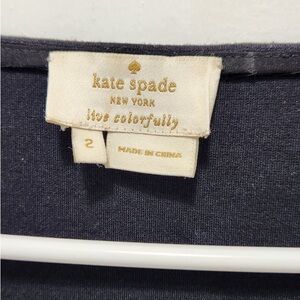 kate spade
NEW YORK
live colorfully
2
MADE IN CHINA